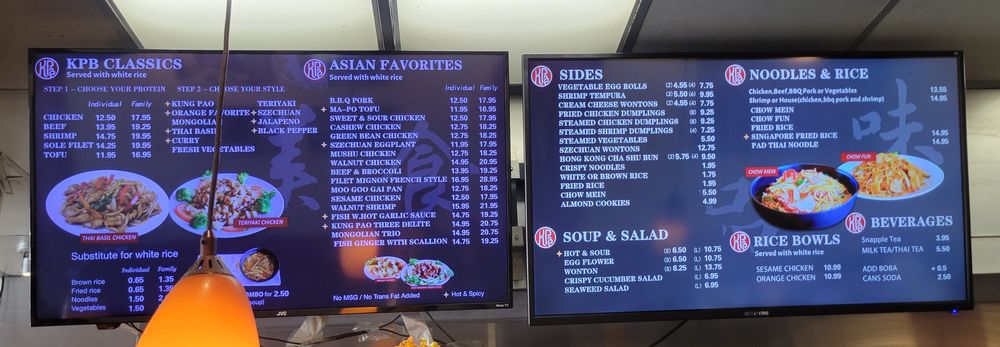 KPB CLASSICS
Served with white rice
STEP 1 – CHOOSE YOUR PROTEIN STEP 2 – CHOOSE YOUR STYLE
Individual Family
CHICKEN 12.50 17.95
BEEF 13.95 19.25
SHRIMP 14.75 19.95
SOLE FILET 14.25 19.95
TOFU 11.95 16.95
KUNG PAO
ORANGE FAVORITE
MONGOLIA
THAI BASIL
CURRY
FRESH VEGETABLES
TERIYAKI
SZECHUAN
JALAPENO
BLACK PEPPER
THAI BASIL CHICKEN
TERIYAKI CHICKEN
Substitute for white rice
Individual Family
Brown rice 0.65 1.35
Fried rice 0.65 1.35
Noodles 1.50
Vegetables 1.50
for 2.50
soup)
ASIAN FAVORITES
Served with white rice
Individual Family
B.B.Q PORK 12.50 17.95
MA-PO TOFU 11.95 16.95
SWEET & SOUR CHICKEN 12.50 17.95
CASHEW CHICKEN 12.75 18.25
GREEN BEAN CHICKEN 12.75 18.25
SZECHUAN EGGPLANT 11.95 17.95
MUSHU CHICKEN 12.75 18.25
WALNUT CHICKEN 14.95 20.95
BEEF & BROCCOLI 13.95 19.25
FILET MIGNON FRENCH STYLE 16.95 28.95
MOO GOO GAI PAN 12.75 18.25
SESAME CHICKEN 12.50 17.95
WALNUT SHRIMP 15.95 21.95
FISH W.HOT GARLIC SAUCE 14.75 19.25
KUNG PAO THREE DELITE 14.95 20.75
MONGOLIAN TRIO 14.95 20.75
FISH GINGER WITH SCALLION 14.75 19.25
No MSG / No Trans Fat Added + Hot & Spicy
JVC
Roku TV
SIDES
VEGETABLE EGG ROLLS (2) 4.55 (4) 7.75
SHRIMP TEMPURA (3) 5.50 (6) 9.95
CREAM CHEESE WONTONS (2) 4.55 (4) 7.75
FRIED CHICKEN DUMPLINGS (8) 9.25
STEAMED CHICKEN DUMPLINGS (8) 9.25
STEAMED SHRIMP DUMPLINGS (4) 7.25
STEAMED VEGETABLES 5.50
SZECHUAN WONTONS 12.75
HONG KONG CHA SHU BUN (2) 5.75 (4) 9.50
CRISPY NOODLES 1.95
WHITE OR BROWN RICE 1.75
FRIED RICE 1.95
CHOW MEIN 5.50
ALMOND COOKIES 4.99
SOUP & SALAD
HOT & SOUR (S) 6.50 (L) 10.75
EGG FLOWER (S) 6.50 (L) 10.75
WONTON (S) 8.25 (L) 13.75
CRISPY CUCUMBER SALAD (L) 6.95
SEAWEED SALAD (L) 6.95
NOODLES & RICE
Chicken,Beef,BBQ Pork or Vegetables 13.55
Shrimp or House(chicken,bbq pork and shrimp) 14.95
CHOW MEIN
CHOW FUN
FRIED RICE
SINGAPORE FRIED RICE 14.95
PAD THAI NOODLE 14.95
味
CHOW MEIN
CHOW FUN
RICE BOWLS
Served with white rice
SESAME CHICKEN 10.99
ORANGE CHICKEN 10.99
BEVERAGES
Snapple Tea 3.95
MILK TEA/THAI TEA 5.50
ADD BOBA + 0.5
CANS SODA 2.50